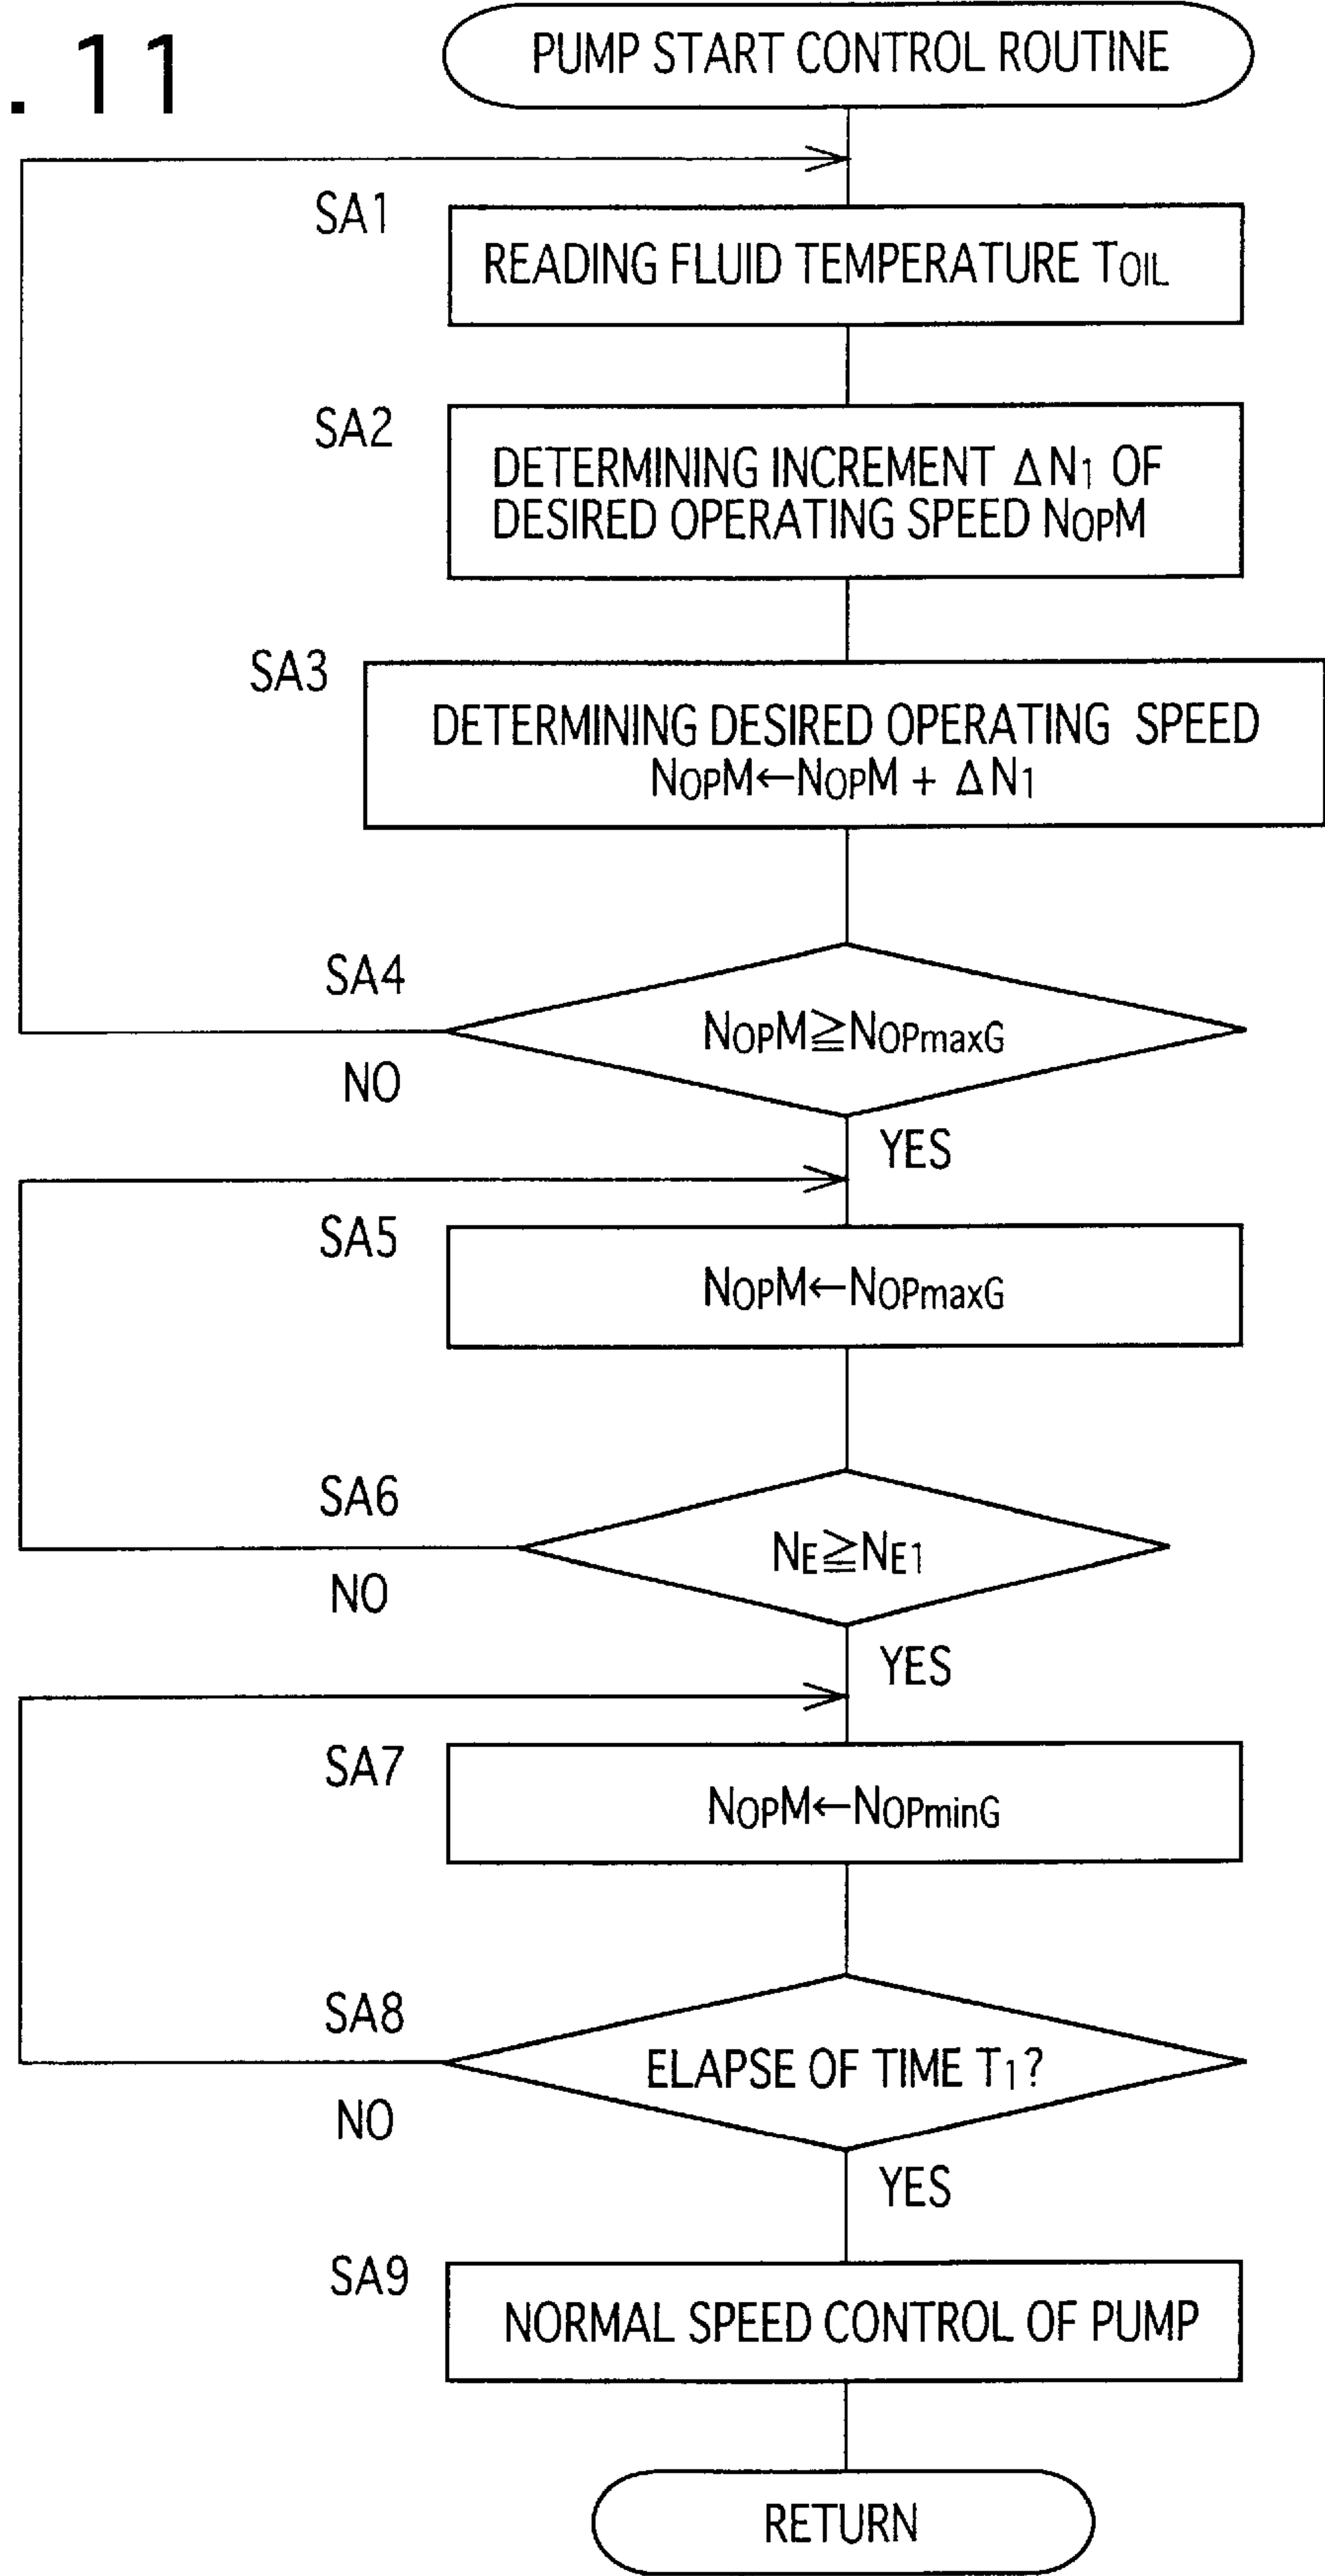 . 11
PUMP START CONTROL ROUTINE
SA1
READING FLUID TEMPERATURE TOIL
SA2
DETERMINING INCREMENT ΔN1 OF
DESIRED OPERATING SPEED NOPM
SA3
DETERMINING DESIRED OPERATING SPEED
NOPM←NOPM + ΔN1
SA4
NOPM≧NOPmaxG
NO
YES
SA5
NOPM←NOPmaxG
SA6
NE≧NE1
NO
YES
SA7
NOPM←NOPminG
SA8
ELAPSE OF TIME T1?
NO
YES
SA9
NORMAL SPEED CONTROL OF PUMP
RETURN